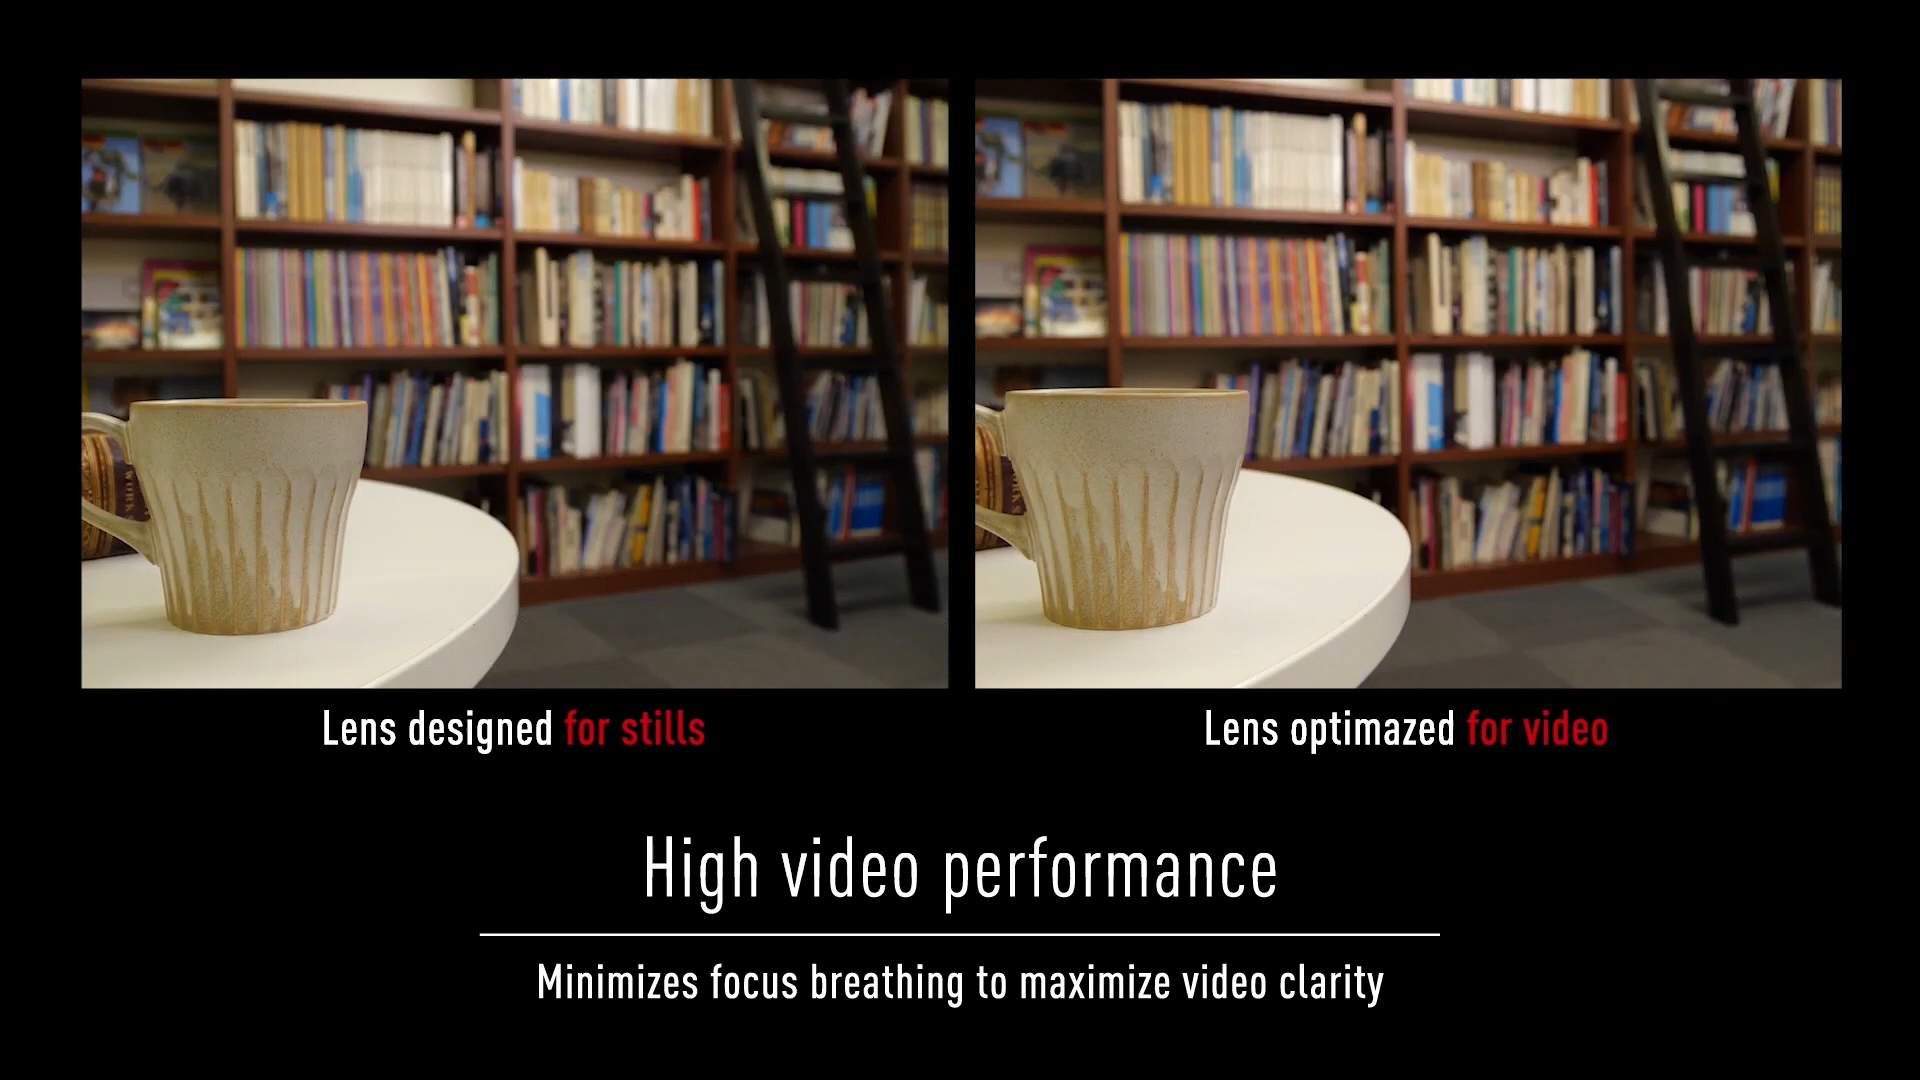 Lens designed for stills
Lens optimazed for video
High video performance
Minimizes focus breathing to maximize video clarity